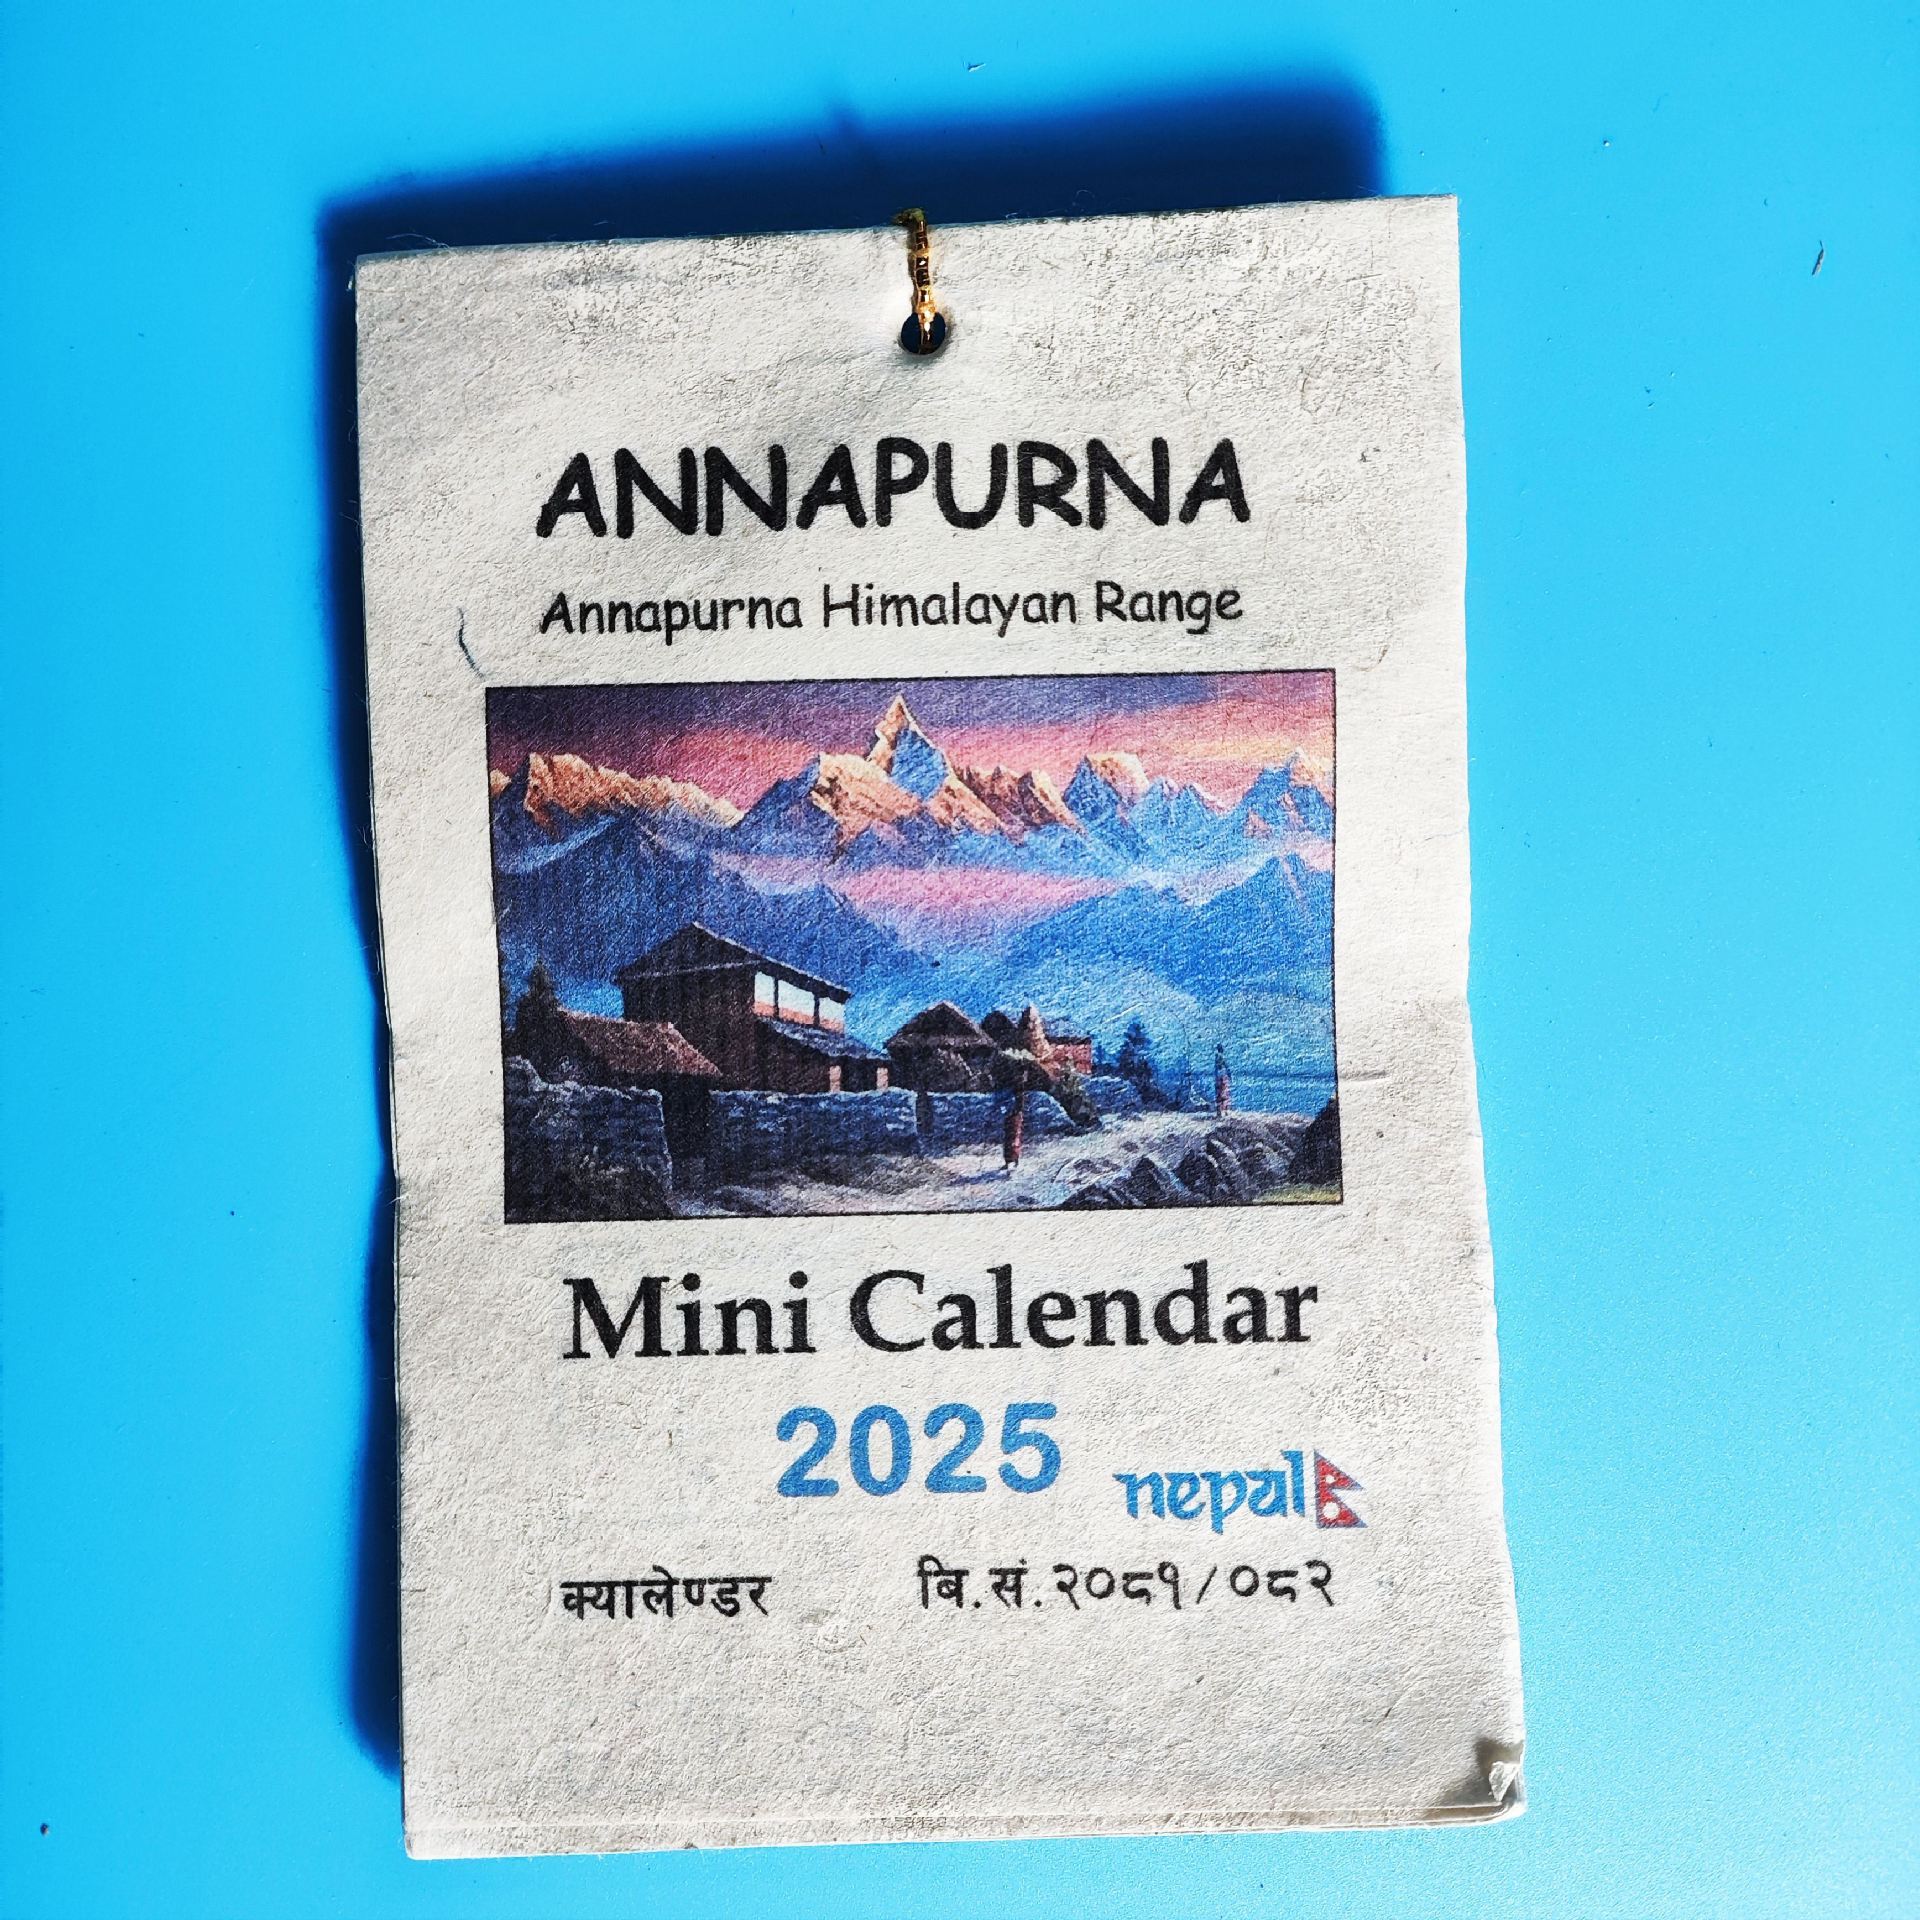 ANNAPURNA
Annapurna Himalayan Range
Mini Calendar
2025
nepal
क्यालेण्डर बि.सं.२०८१/०८२